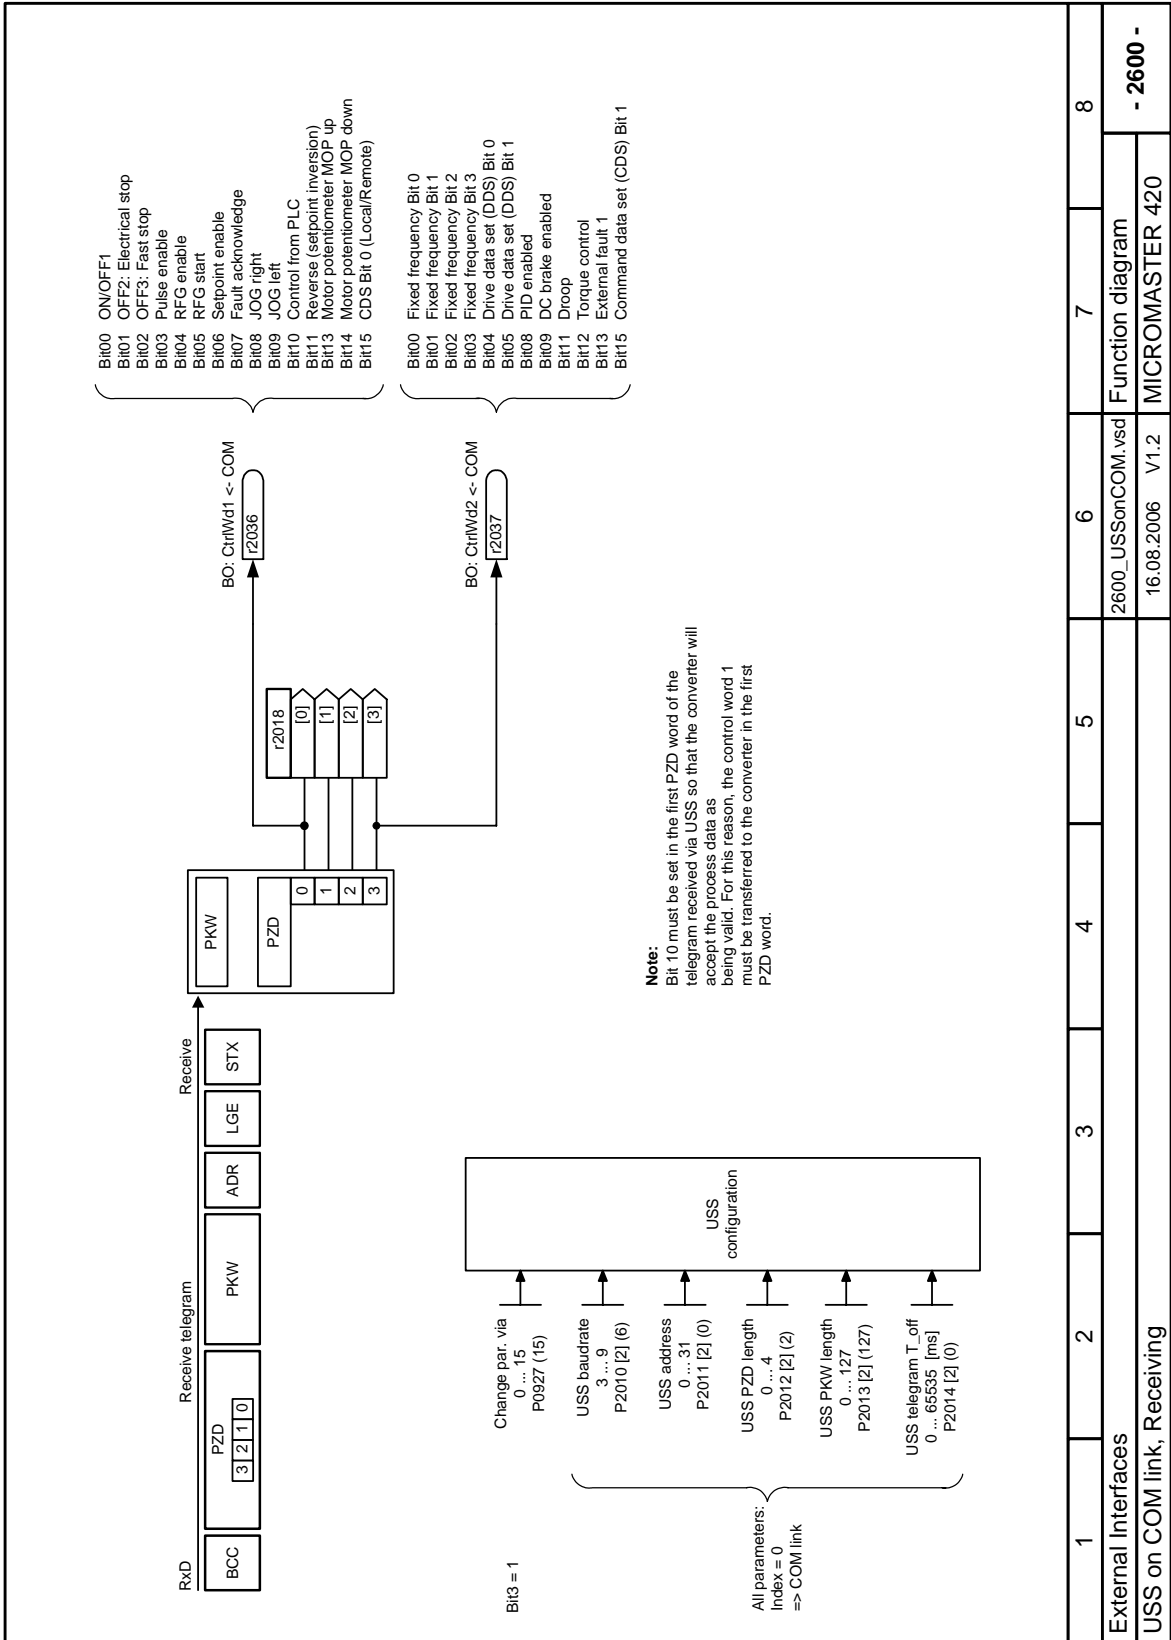 RxD
Receive telegram
Receive
BCC
PZD
3 2 1 0
PKW
ADR
LGE
STX
PKW
PZD
0
1
2
3
r2018
[0]
[1]
[2]
[3]
BO: CtrlWd1 <- COM
r2036
BO: CtrlWd2 <- COM
r2037
Bit00 ON/OFF1
Bit01 OFF2: Electrical stop
Bit02 OFF3: Fast stop
Bit03 Pulse enable
Bit04 RFG enable
Bit05 RFG start
Bit06 Setpoint enable
Bit07 Fault acknowledge
Bit08 JOG right
Bit09 JOG left
Bit10 Control from PLC
Bit11 Reverse (setpoint inversion)
Bit13 Motor potentiometer MOP up
Bit14 Motor potentiometer MOP down
Bit15 CDS Bit 0 (Local/Remote)
Bit00 Fixed frequency Bit 0
Bit01 Fixed frequency Bit 1
Bit02 Fixed frequency Bit 2
Bit03 Fixed frequency Bit 3
Bit04 Drive data set (DDS) Bit 0
Bit05 Drive data set (DDS) Bit 1
Bit08 PID enabled
Bit09 DC brake enabled
Bit11 Droop
Bit12 Torque control
Bit13 External fault 1
Bit15 Command data set (CDS) Bit 1
Bit3 = 1
Change par. via
0 ... 15
P0927 (15)
All parameters:
Index = 0
=> COM link
USS baudrate
3 ... 9
P2010 [2] (6)
USS address
0 ... 31
P2011 [2] (0)
USS PZD length
0 ... 4
P2012 [2] (2)
USS PKW length
0 ... 127
P2013 [2] (127)
USS telegram T_off
0 ... 65535 [ms]
P2014 [2] (0)
USS
configuration
Note:
Bit 10 must be set in the first PZD word of the
telegram received via USS so that the converter will
accept the process data as
being valid. For this reason, the control word 1
must be transferred to the converter in the first
PZD word.
1 2 3 4 5 6 7 8
External Interfaces
2600_USSonCOM.vsd
Function diagram
- 2600 -
USS on COM link, Receiving
16.08.2006 V1.2
MICROMASTER 420